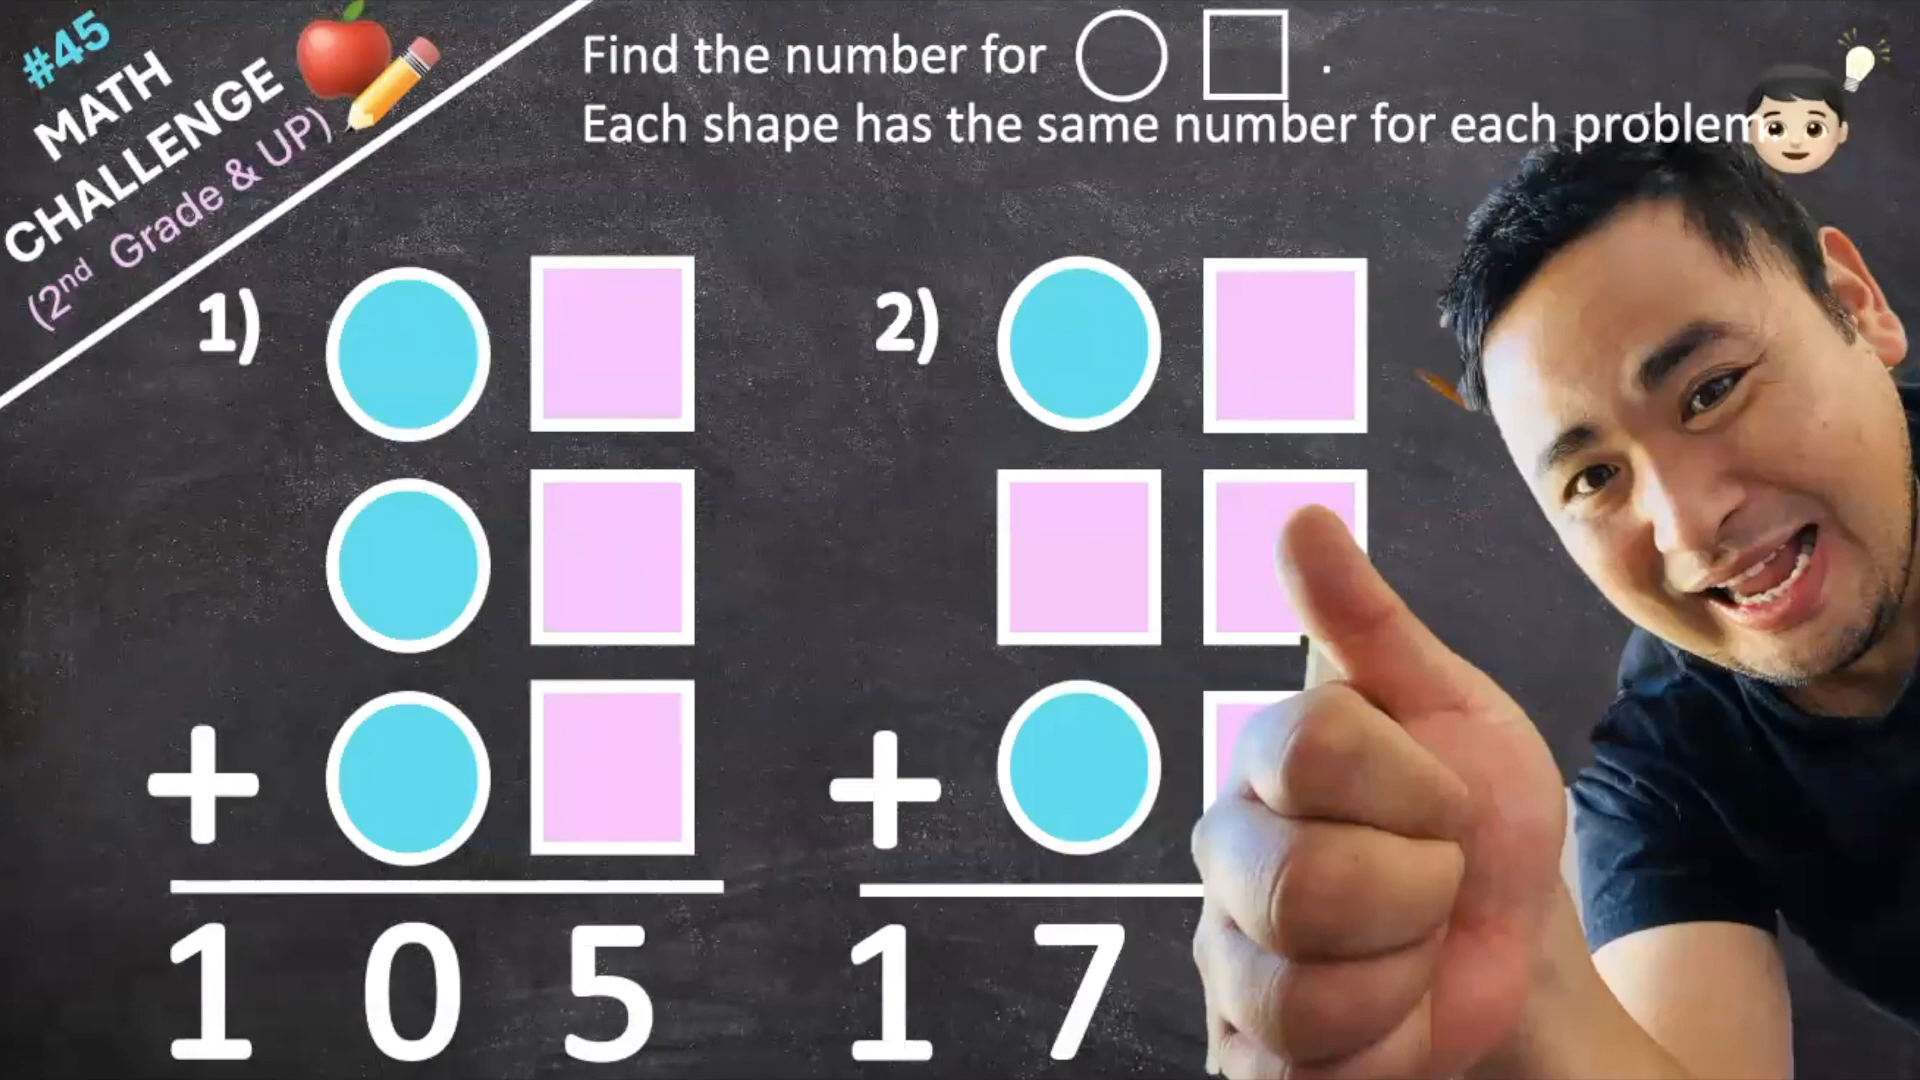 #45
MATH
CHALLENGE
(2nd Grade & UP)
Find the number for .
Each shape has the same number for each problem.
1)
2)
+
+
1 0 5
1 7